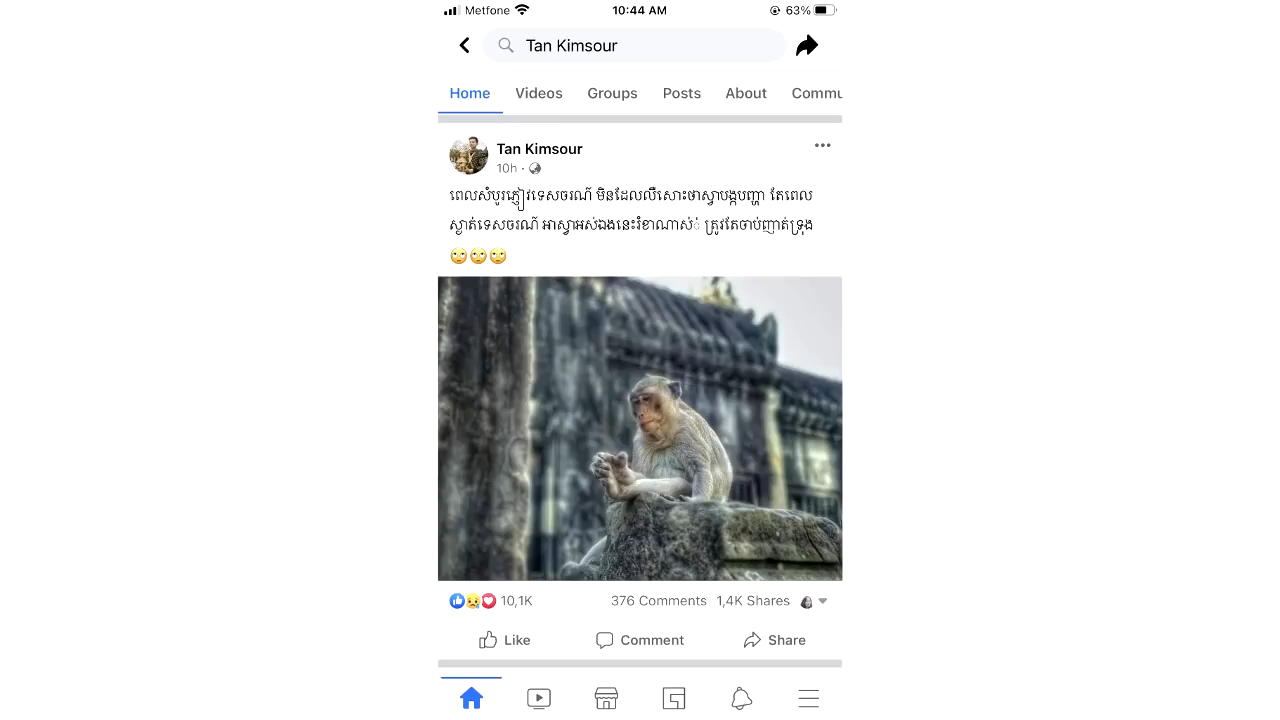 Metfone 10:44 AM 63%
Tan Kimsour
Home Videos Groups Posts About Commu
Tan Kimsour
10h ·
ពេលសំបូរភ្ញៀវទេសចរណ៍ មិនដែលលឺសោះថាស្វាបង្កបញ្ហា តែពេល
ស្ងាត់ទេសចរណ៍ អាស្វាអស់ឯងនេះរំខាណាស់់ ត្រូវតែចាប់ញាត់ទ្រុង
🙄🙄🙄
10,1K 376 Comments 1,4K Shares
Like Comment Share